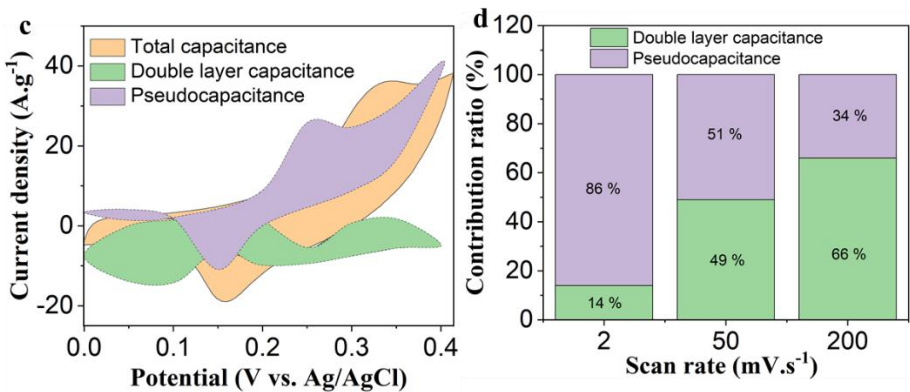 c
Total capacitance
Double layer capacitance
Pseudocapacitance
Current density (A.g-1)
40
20
0
-20
0.0 0.1 0.2 0.3 0.4
Potential (V vs. Ag/AgCl)
d
Double layer capacitance
Pseudocapacitance
Contribution ratio (%)
120
100
80
60
40
20
0
86 %
14 %
51 %
49 %
34 %
66 %
2 50 200
Scan rate (mV.s-1)